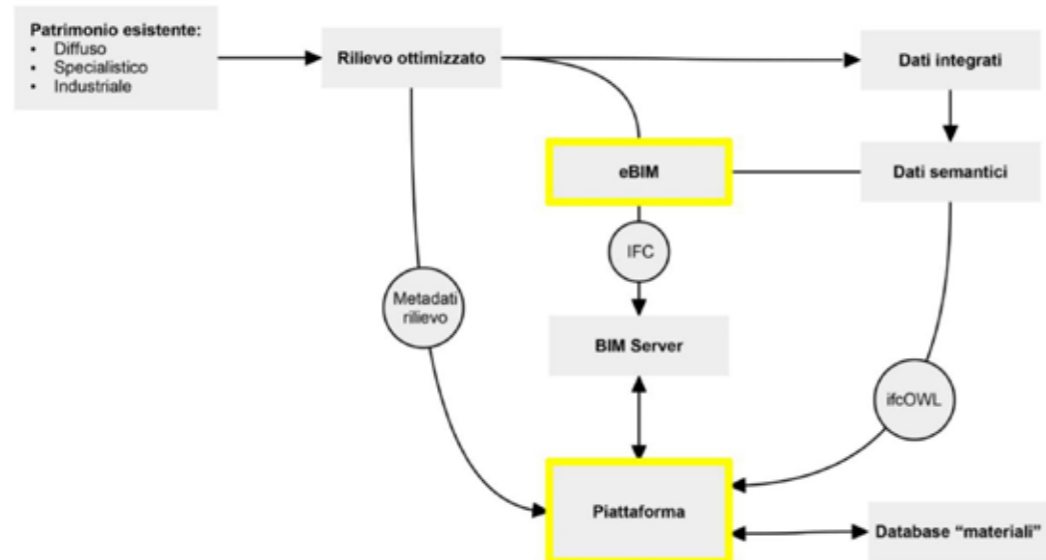 Patrimonio esistente:
• Diffuso
• Specialistico
• Industriale
Rilievo ottimizzato
Dati integrati
eBIM
Dati semantici
IFC
Metadati
rilievo
BIM Server
ifcOWL
Piattaforma
Database “materiali”